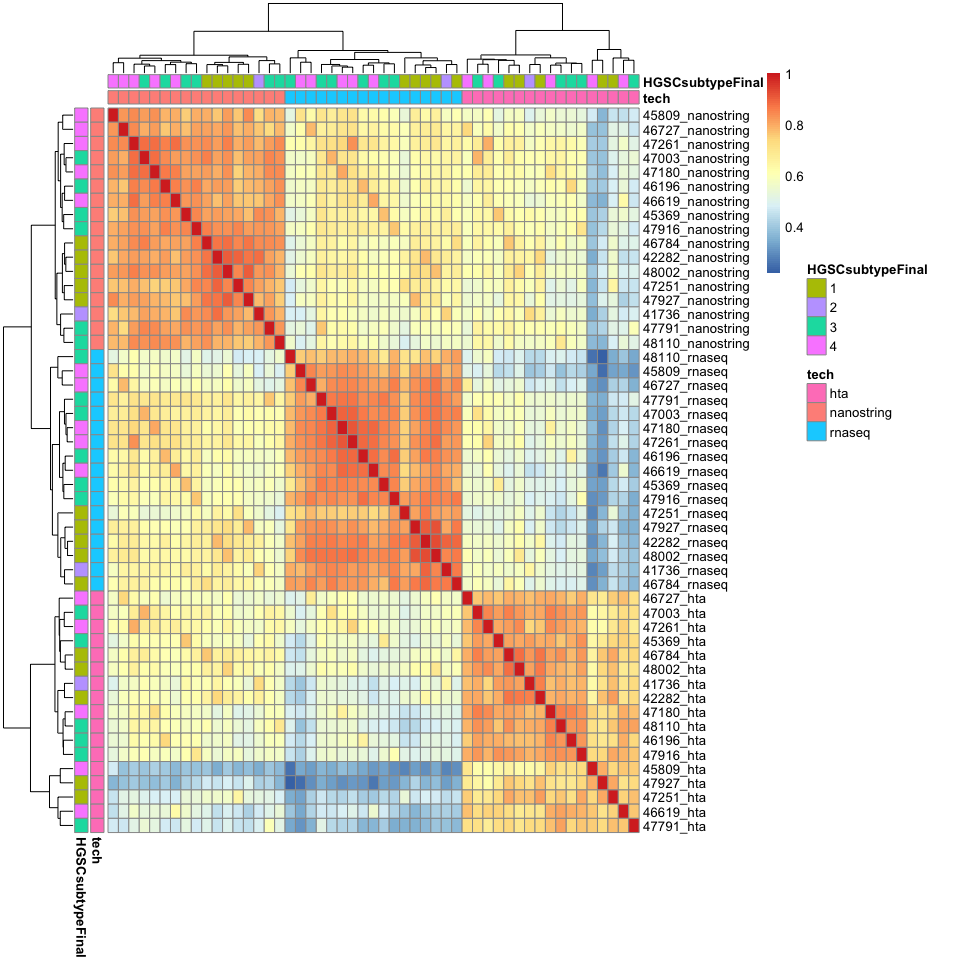 HGSCsubtypeFinal
tech
45809_nanostring
46727_nanostring
47261_nanostring
47003_nanostring
47180_nanostring
46196_nanostring
46619_nanostring
45369_nanostring
47916_nanostring
46784_nanostring
42282_nanostring
48002_nanostring
47251_nanostring
47927_nanostring
41736_nanostring
47791_nanostring
48110_nanostring
48110_rnaseq
45809_rnaseq
46727_rnaseq
47791_rnaseq
47003_rnaseq
47180_rnaseq
47261_rnaseq
46196_rnaseq
46619_rnaseq
45369_rnaseq
47916_rnaseq
47251_rnaseq
47927_rnaseq
42282_rnaseq
48002_rnaseq
41736_rnaseq
46784_rnaseq
46727_hta
47003_hta
47261_hta
45369_hta
46784_hta
48002_hta
41736_hta
42282_hta
47180_hta
48110_hta
46196_hta
47916_hta
45809_hta
47927_hta
47251_hta
46619_hta
47791_hta
1
0.8
0.6
0.4
HGSCsubtypeFinal
1
2
3
4
tech
hta
nanostring
rnaseq
HGSCsubtypeFinal
tech